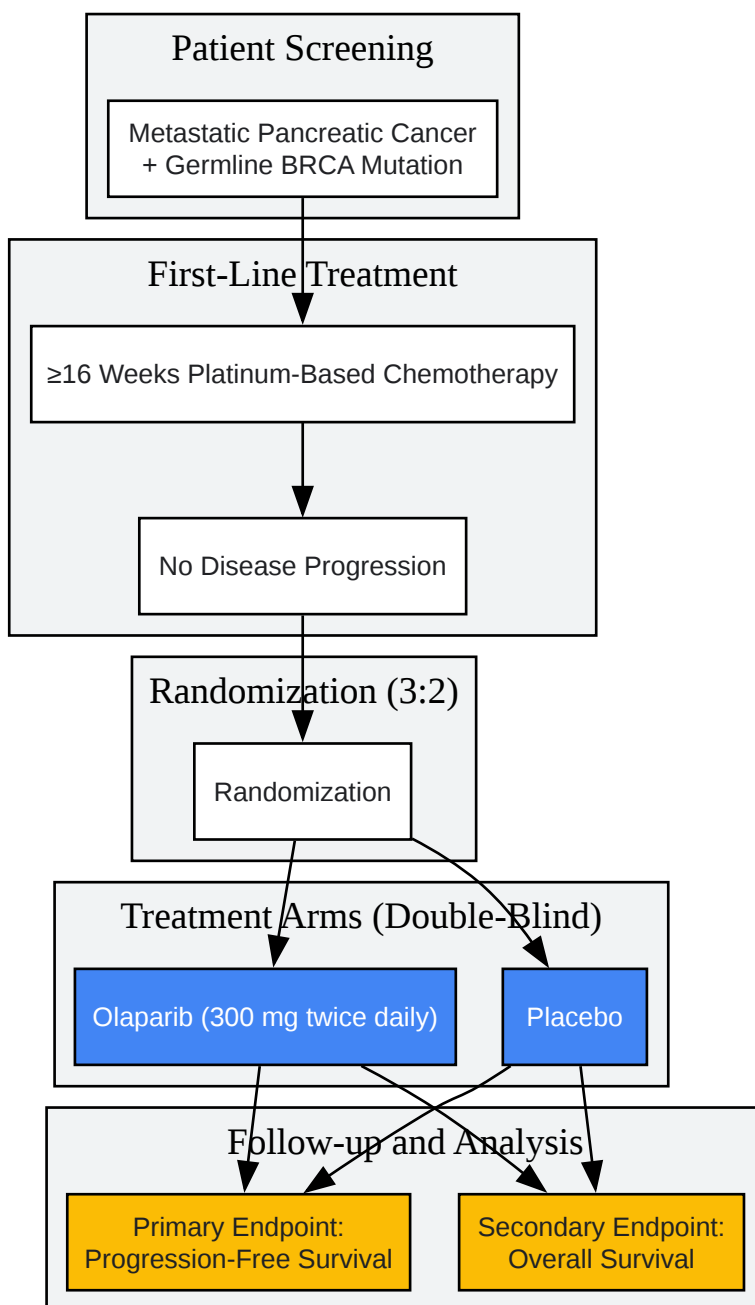 Patient Screening
Metastatic Pancreatic Cancer
+ Germline BRCA Mutation
First-Line Treatment
≥16 Weeks Platinum-Based Chemotherapy
No Disease Progression
Randomization (3:2)
Randomization
Treatment Arms (Double-Blind)
Olaparib (300 mg twice daily)
Placebo
Follow-up and Analysis
Primary Endpoint:
Progression-Free Survival
Secondary Endpoint:
Overall Survival